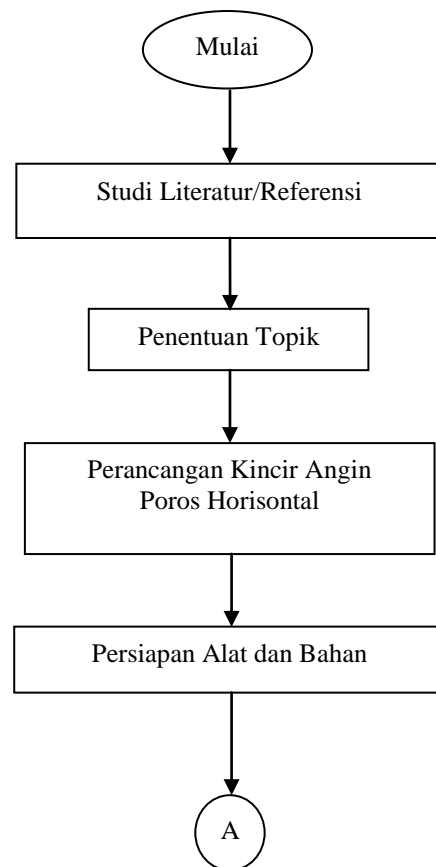 Mulai
Studi Literatur/Referensi
Penentuan Topik
Perancangan Kincir Angin
Poros Horisontal
Persiapan Alat dan Bahan
A